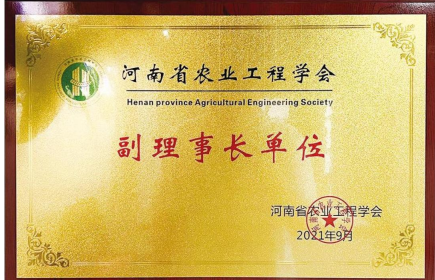 河南省农业工程学会
Henan province Agricultural Engineering Society
副理事长单位
河南省农业工程学会
2021年9月